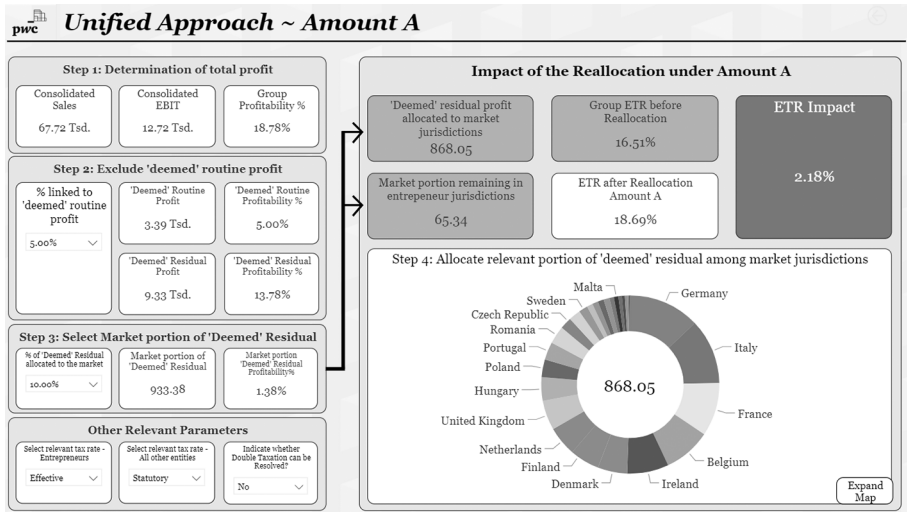 pwc
Unified Approach ~ Amount A
Step 1: Determination of total profit
Consolidated
Sales
67.72 Tsd.
Consolidated
EBIT
12.72 Tsd.
Group
Profitability %
18.78%
Step 2: Exclude 'deemed' routine profit
% linked to
'deemed' routine
profit
5.00%
'Deemed' Routine
Profit
3.39 Tsd.
'Deemed' Routine
Profitability %
5.00%
'Deemed' Residual
Profit
9.33 Tsd.
'Deemed' Residual
Profitability %
13.78%
Step 3: Select Market portion of 'Deemed' Residual
% of 'Deemed' Residual
allocated to the market
10.00%
Market portion of
'Deemed' Residual
933.38
Market portion
'Deemed' Residual
Profitability%
1.38%
Other Relevant Parameters
Select relevant tax rate -
Entrepreneurs
Effective
Select relevant tax rate -
All other entities
Statutory
Indicate whether
Double Taxation can be
Resolved?
No
Impact of the Reallocation under Amount A
'Deemed' residual profit
allocated to market
jurisdictions
868.05
Group ETR before
Reallocation
16.51%
ETR Impact
2.18%
Market portion remaining in
entrepeneur jurisdictions
65.34
ETR after Reallocation
Amount A
18.69%
Step 4: Allocate relevant portion of 'deemed' residual among market jurisdictions
Malta
Sweden
Czech Republic
Romania
Portugal
Poland
Hungary
United Kingdom
Netherlands
Finland
Denmark
Germany
Italy
France
Belgium
Ireland
868.05
Expand
Map